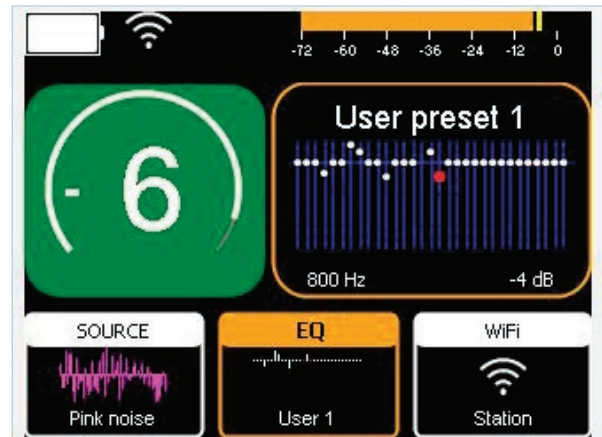 -72 -60 -48 -36 -24 -12 0
- 6
User preset 1
800 Hz -4 dB
SOURCE EQ WiFi
Pink noise User 1 Station